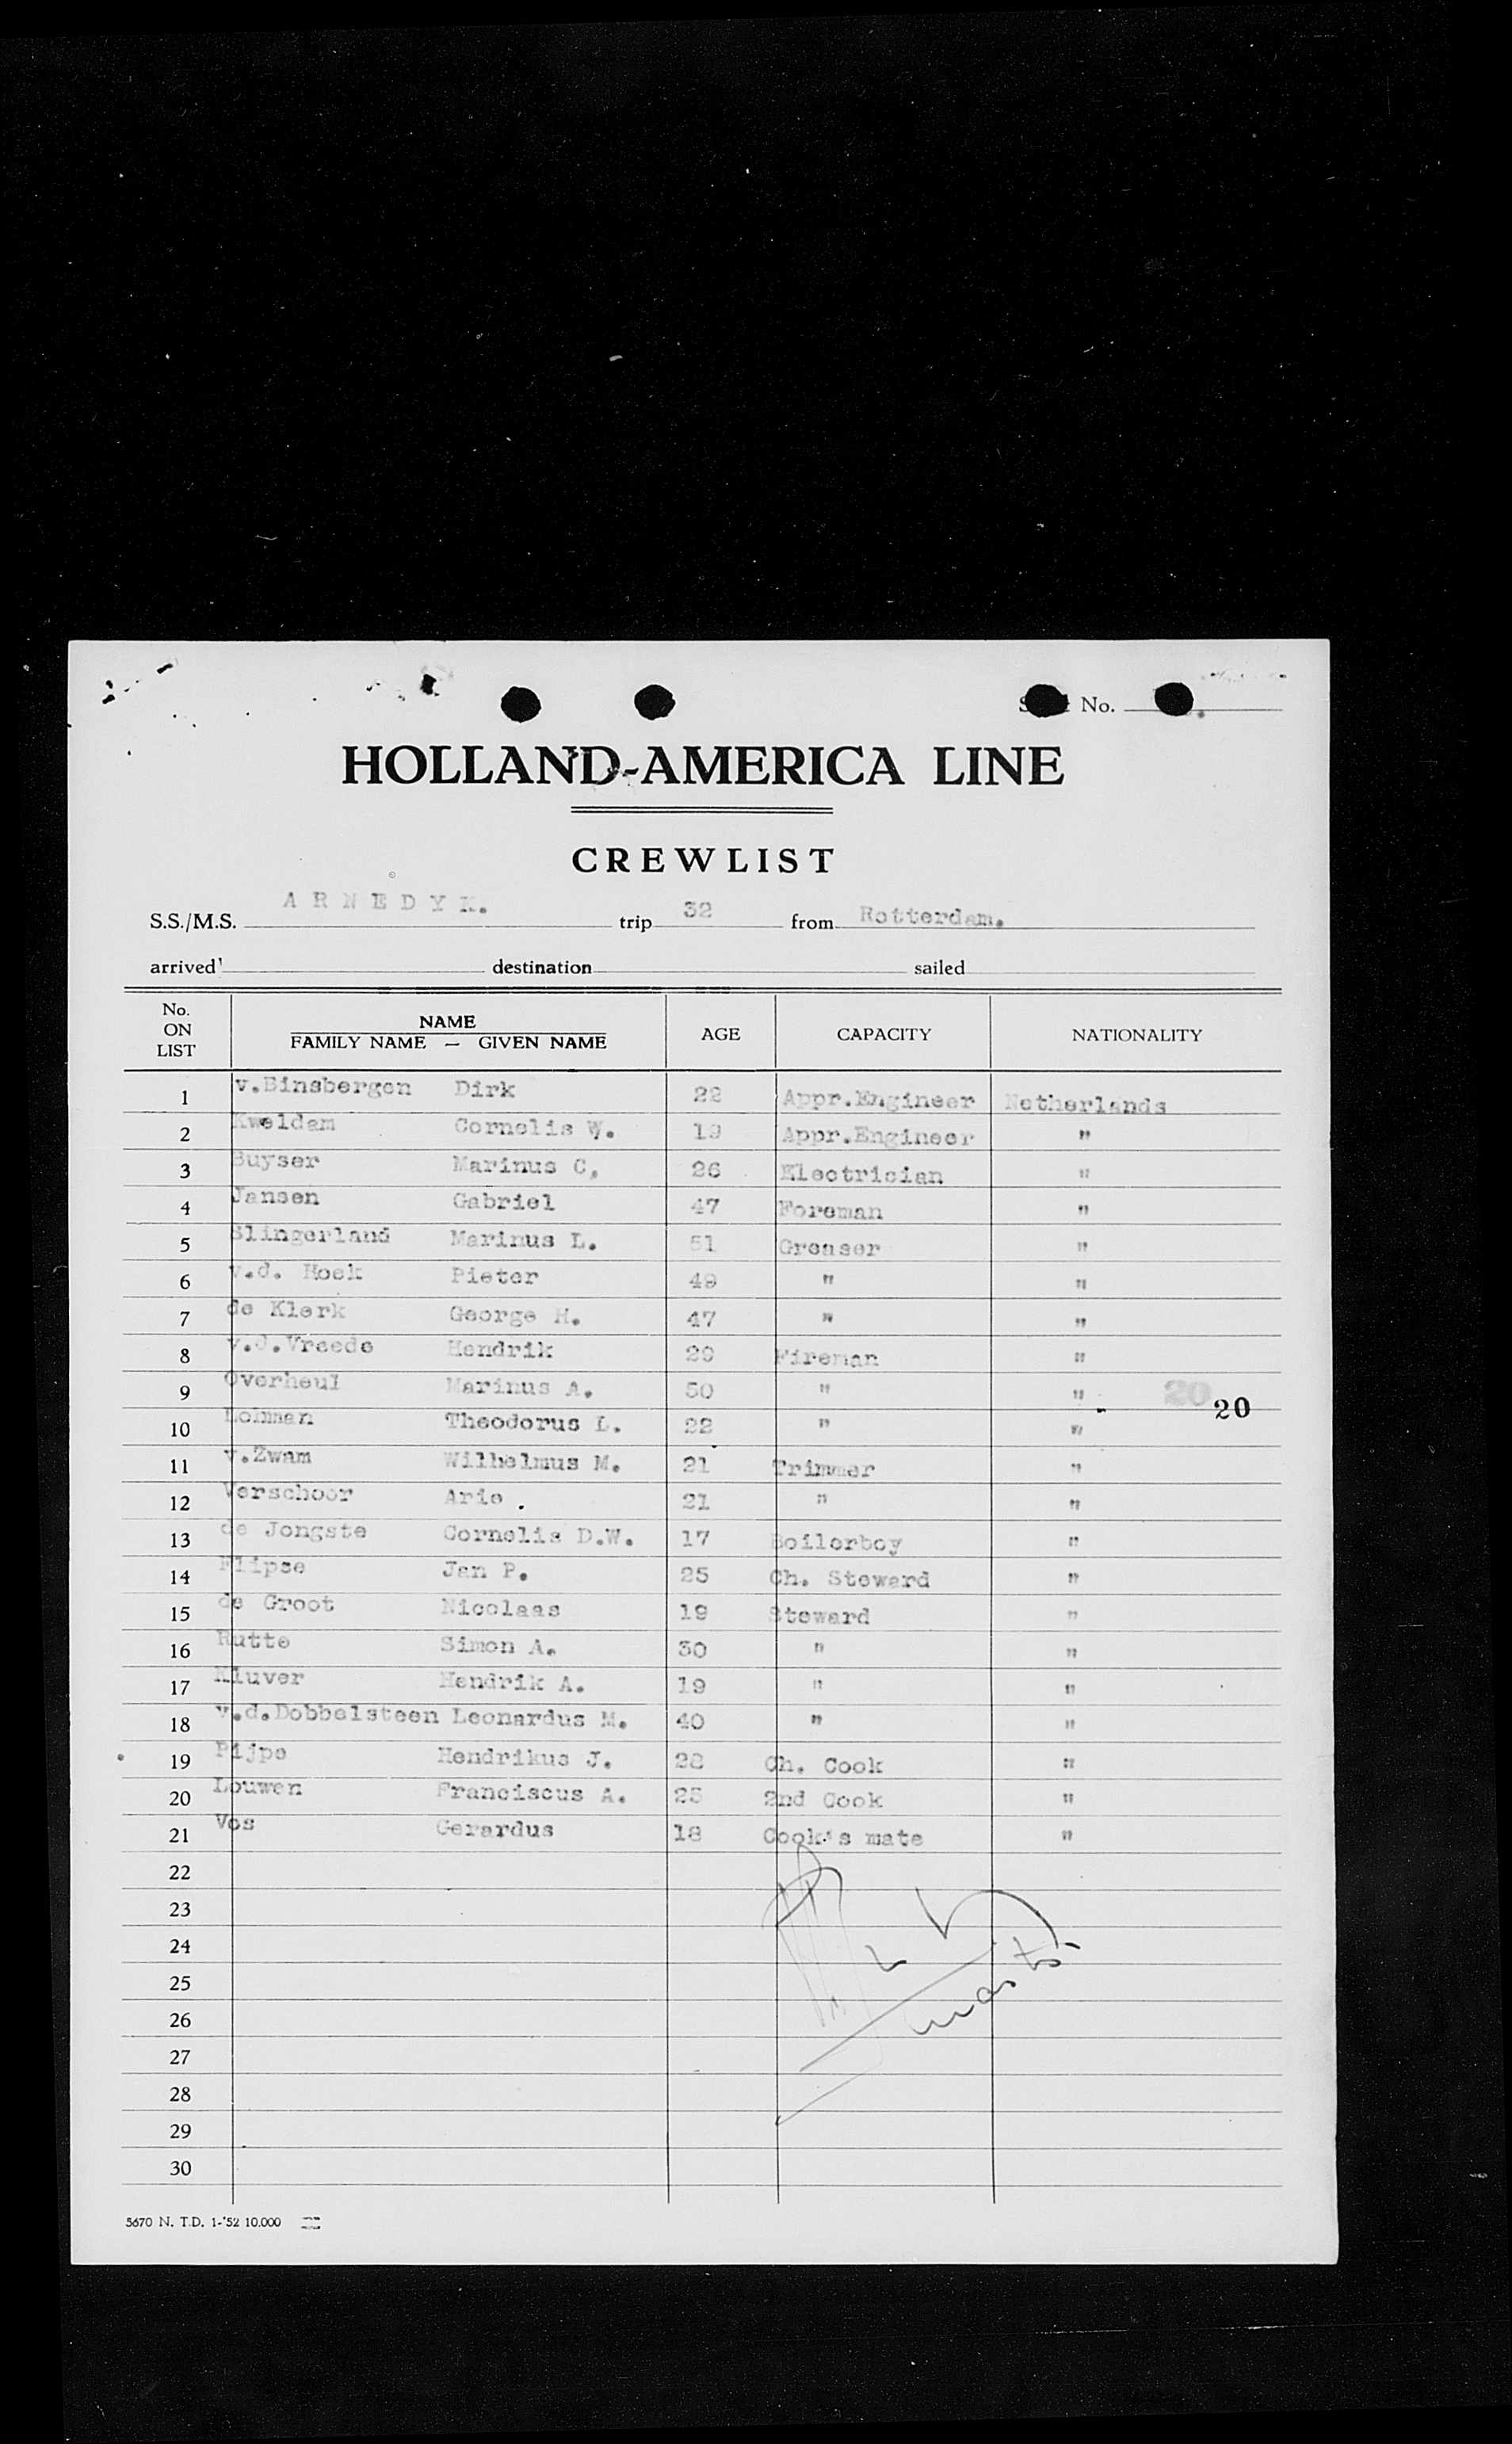 No.
HOLLAND-AMERICA LINE
CREWLIST
S.S./M.S. ARNEDYK. trip 32 from Rotterdam.
arrived destination sailed
No. ON LIST NAME FAMILY NAME — GIVEN NAME AGE CAPACITY NATIONALITY
1 v.Binsbergen Dirk 22 Appr.Engineer Netherlands
2 Kweldam Cornelis W. 19 Appr.Engineer "
3 Buyser Marinus C. 26 Electrician "
4 Jansen Gabriel 47 Foreman "
5 Slingerland Marinus L. 51 Greaser "
6 v.d. Hoek Pieter 49 " "
7 de Klerk George H. 47 " "
8 v.d.Vreede Hendrik 29 Fireman "
9 Overheul Marinus A. 50 " " 20 20
10 Theodorus L. 22 " "
11 v.Zwam Wilhelmus M. 21 Trimmer "
12 Verschoor Arie . 21 " "
13 de Jongste Cornelis D.W. 17 Boilerboy "
14 Flipse Jan P. 25 Ch. Steward "
15 de Groot Nicolaas 19 Steward "
16 Rutte Simon A. 30 " "
17 Kluver Hendrik A. 19 " "
18 v.d.Dobbelsteen Leonardus M. 40 " "
19 Pijpe Hendrikus J. 28 Ch. Cook "
20 Louwen Franciscus A. 25 2nd Cook "
21 Vos Gerardus 18 Cook's mate "
22
23
24
25
26
27
28
29
30
5670 N. T.D. 1-'52 10.000